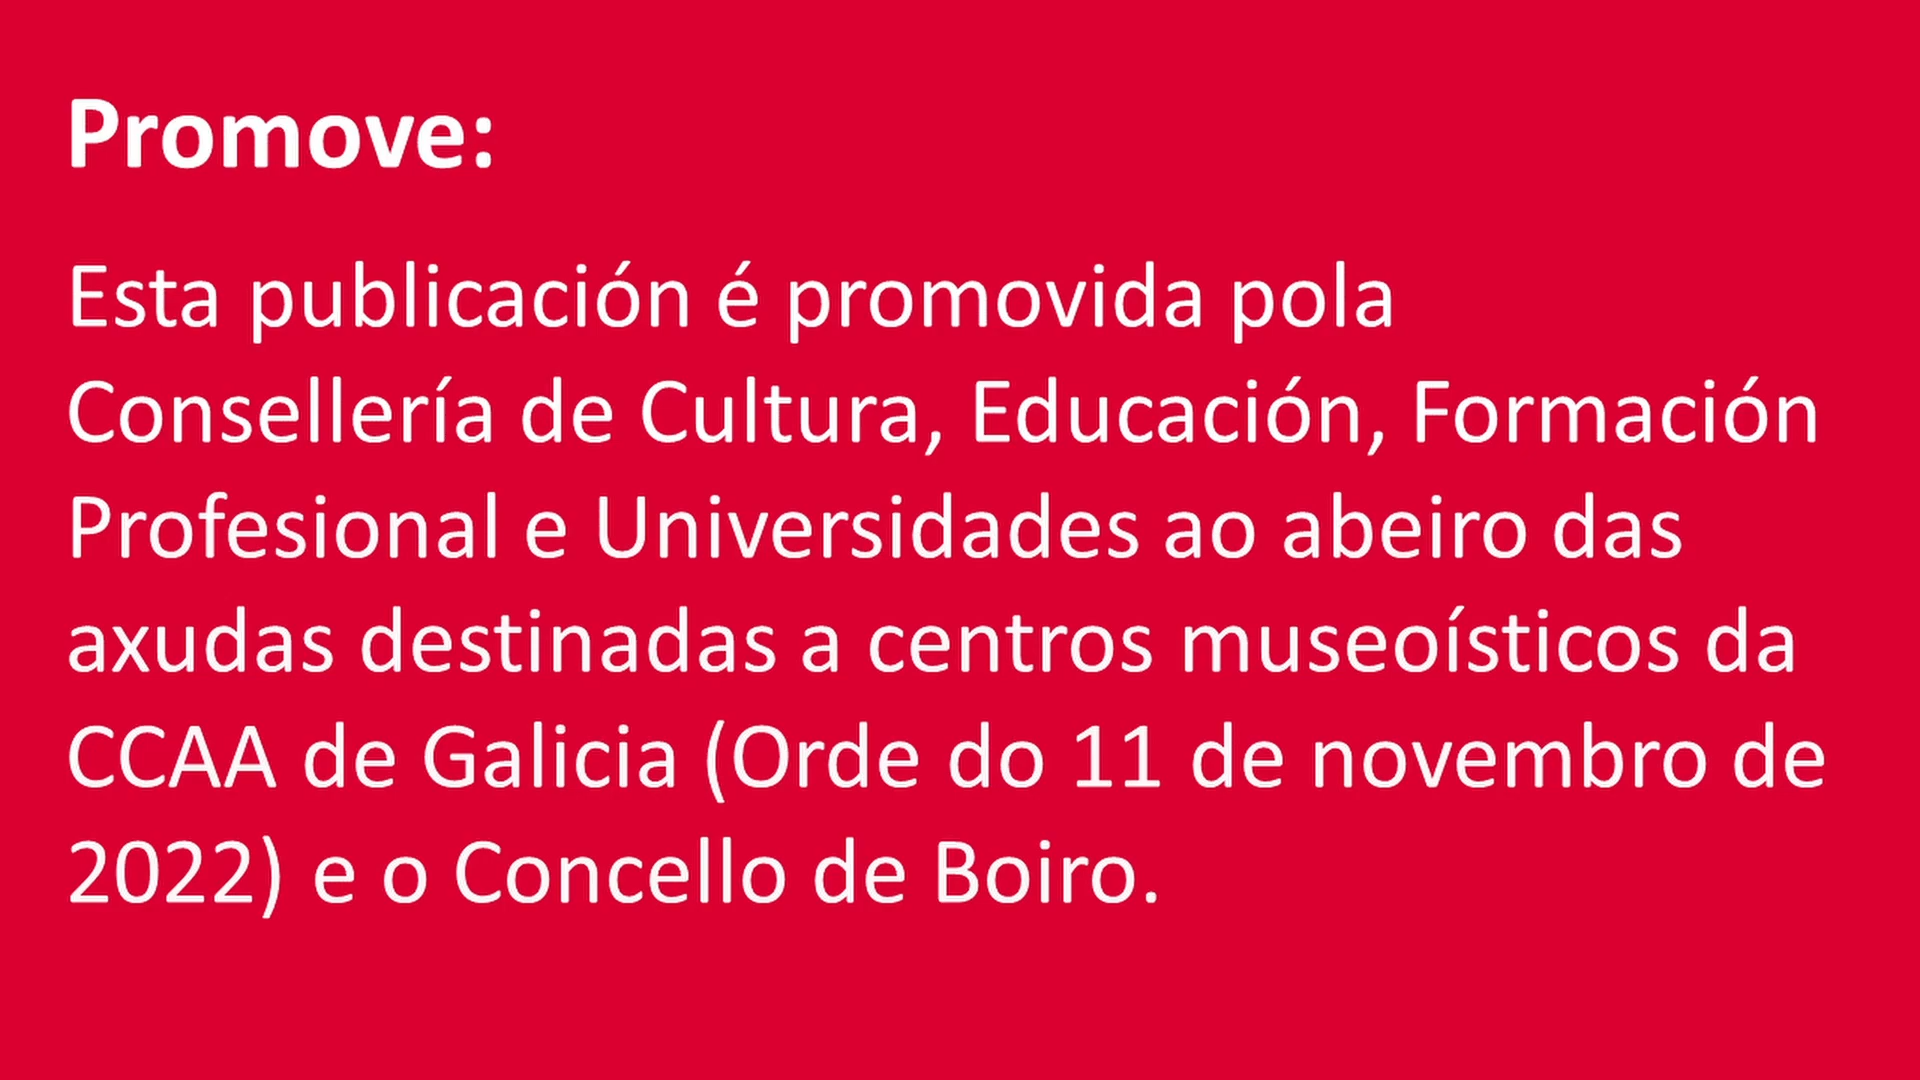 Promove:
Esta publicación é promovida pola
Consellería de Cultura, Educación, Formación
Profesional e Universidades ao abeiro das
axudas destinadas a centros museoísticos da
CCAA de Galicia (Orde do 11 de novembro de
2022) e o Concello de Boiro.